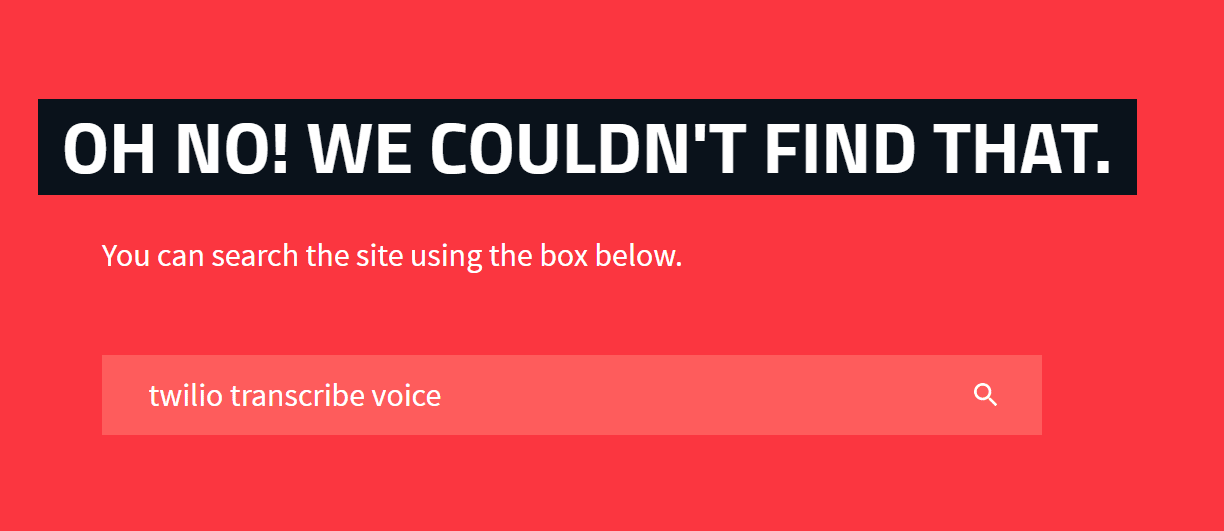 OH NO! WE COULDN'T FIND THAT.
You can search the site using the box below.
twilio transcribe voice